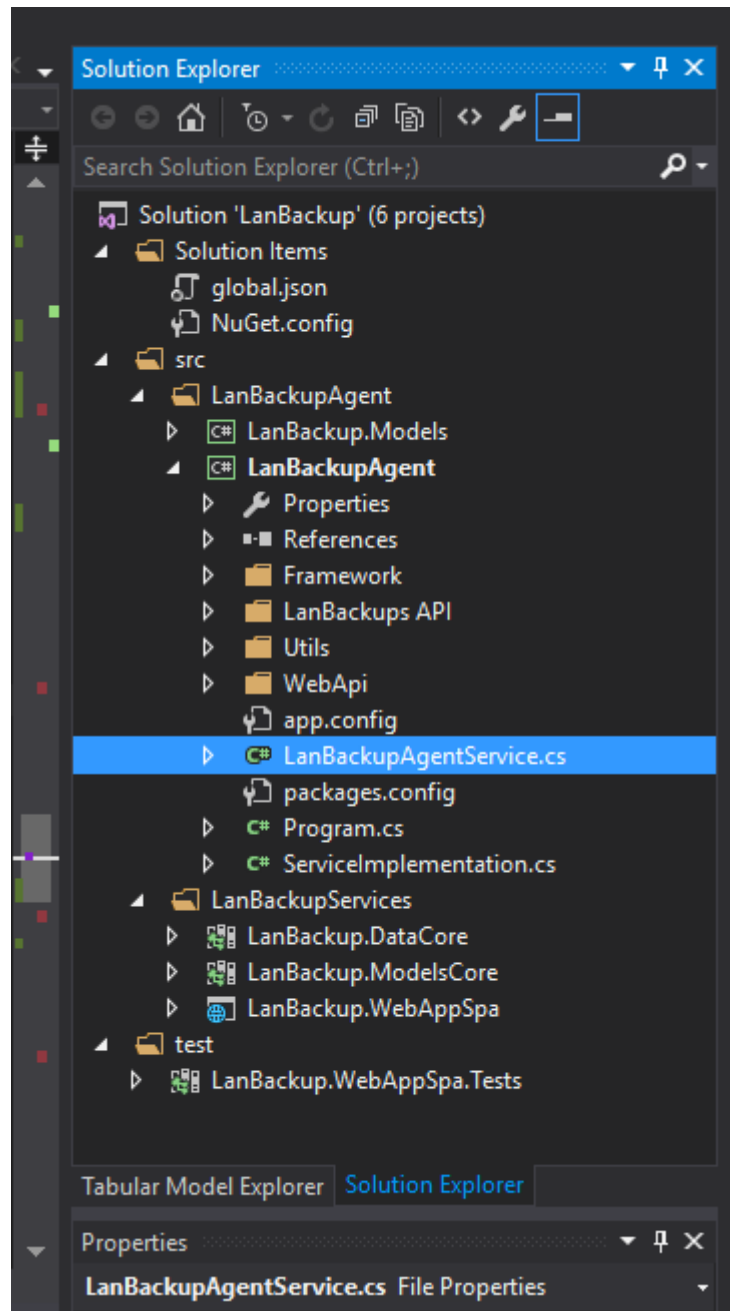 Solution Explorer
Search Solution Explorer (Ctrl+;)
Solution 'LanBackup' (6 projects)
Solution Items
global.json
NuGet.config
src
LanBackupAgent
C# LanBackup.Models
C# LanBackupAgent
Properties
References
Framework
LanBackups API
Utils
WebApi
app.config
C# LanBackupAgentService.cs
packages.config
C# Program.cs
C# ServiceImplementation.cs
LanBackupServices
LanBackup.DataCore
LanBackup.ModelsCore
LanBackup.WebAppSpa
test
LanBackup.WebAppSpa.Tests
Tabular Model Explorer Solution Explorer
Properties
LanBackupAgentService.cs File Properties